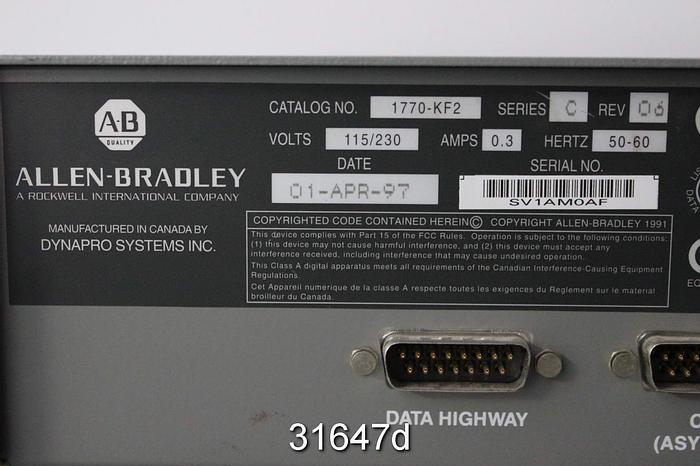 A·B
QUALITY
ALLEN-BRADLEY
A ROCKWELL INTERNATIONAL COMPANY
MANUFACTURED IN CANADA BY
DYNAPRO SYSTEMS INC.
CATALOG NO. 1770-KF2 SERIES C REV 06
VOLTS 115/230 AMPS 0.3 HERTZ 50-60
DATE SERIAL NO.
01-APR-97 SV1AM0AF
COPYRIGHTED CODE CONTAINED HEREIN © COPYRIGHT ALLEN-BRADLEY 1991
This device complies with Part 15 of the FCC Rules. Operation is subject to the following conditions:
(1) this device may not cause harmful interference, and (2) this device must accept any
interference received, including interference that may cause undesired operation.
This Class A digital apparatus meets all requirements of the Canadian Interference-Causing Equipment
Regulations.
Cet Appareil numerique de la classe A respecte toutes les exigences du Reglement sur le material
broilleur du Canada.
DATA HIGHWAY
(ASY
31647d